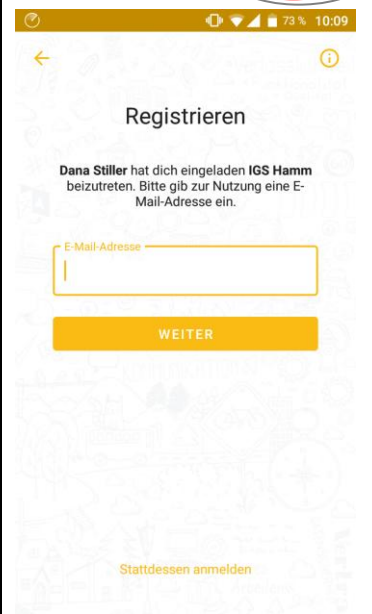 73 % 10:09
Registrieren
Dana Stiller hat dich eingeladen IGS Hamm
beizutreten. Bitte gib zur Nutzung eine E-
Mail-Adresse ein.
E-Mail-Adresse
WEITER
Stattdessen anmelden